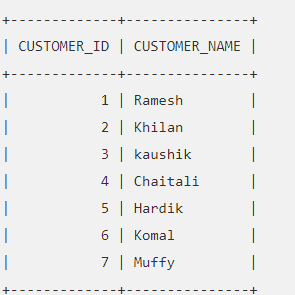 +-------------+---------------+
| CUSTOMER_ID | CUSTOMER_NAME |
+-------------+---------------+
|           1 | Ramesh        |
|           2 | Khilan        |
|           3 | kaushik       |
|           4 | Chaitali      |
|           5 | Hardik        |
|           6 | Komal         |
|           7 | Muffy         |
+-------------+---------------+